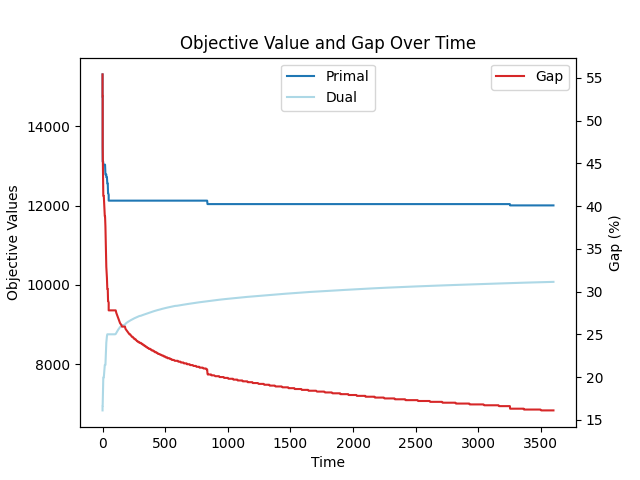 Objective Value and Gap Over Time
Primal
Dual
Gap
Objective Values
14000
12000
10000
8000
55
50
45
40
35
30
25
20
15
Gap (%)
0 500 1000 1500 2000 2500 3000 3500
Time